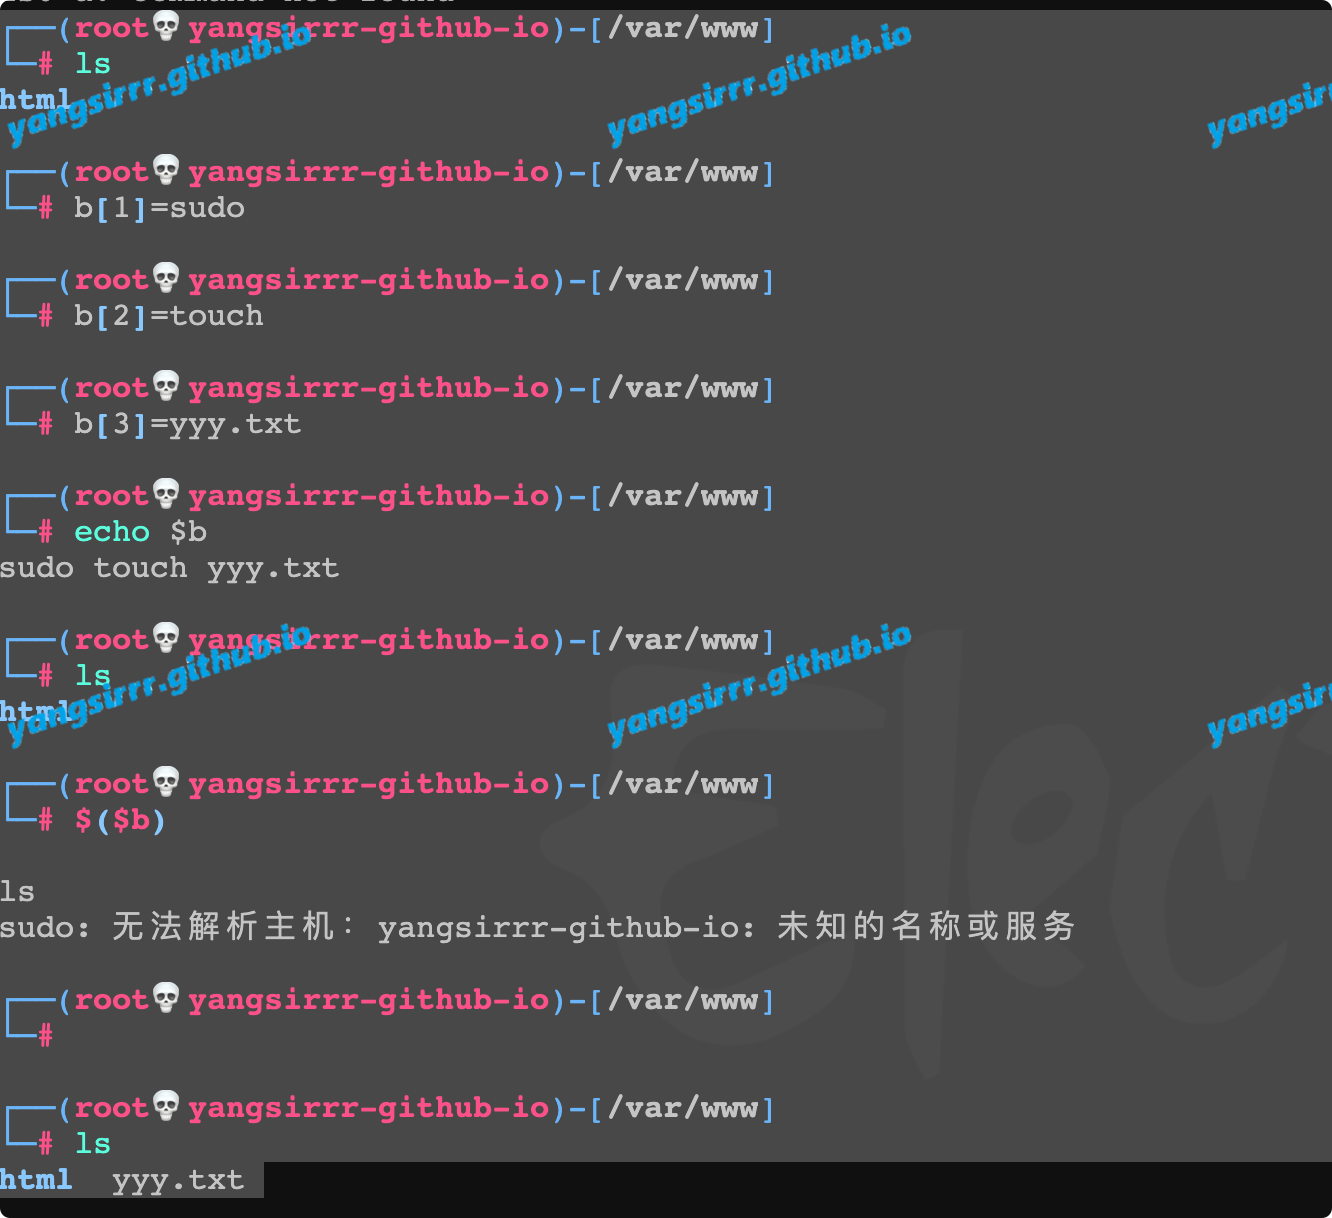 ┌──(root💀yangsirrr-github-io)-[/var/www]
└─# ls
html
┌──(root💀yangsirrr-github-io)-[/var/www]
└─# b[1]=sudo
┌──(root💀yangsirrr-github-io)-[/var/www]
└─# b[2]=touch
┌──(root💀yangsirrr-github-io)-[/var/www]
└─# b[3]=yyy.txt
┌──(root💀yangsirrr-github-io)-[/var/www]
└─# echo $b
sudo touch yyy.txt
┌──(root💀yangsirrr-github-io)-[/var/www]
└─# ls
html
┌──(root💀yangsirrr-github-io)-[/var/www]
└─# $($b)
ls
sudo: 无法解析主机: yangsirrr-github-io: 未知的名称或服务
┌──(root💀yangsirrr-github-io)-[/var/www]
└─#
┌──(root💀yangsirrr-github-io)-[/var/www]
└─# ls
html  yyy.txt
yangsirrr.github.io
yangsirrr.github.io
yangsirrr.github.io
yangsirrr.github.io